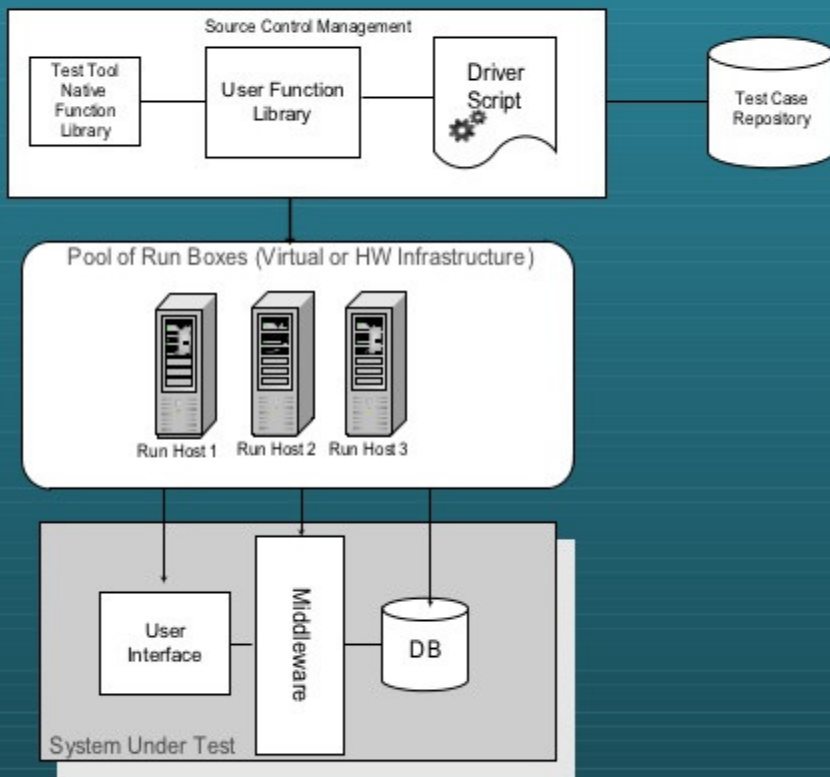 Source Control Management
Test Tool
Native
Function
Library
User Function
Library
Driver
Script
Test Case
Repository
Pool of Run Boxes (Virtual or HW Infrastructure)
Run Host 1
Run Host 2
Run Host 3
User
Interface
Middleware
DB
System Under Test